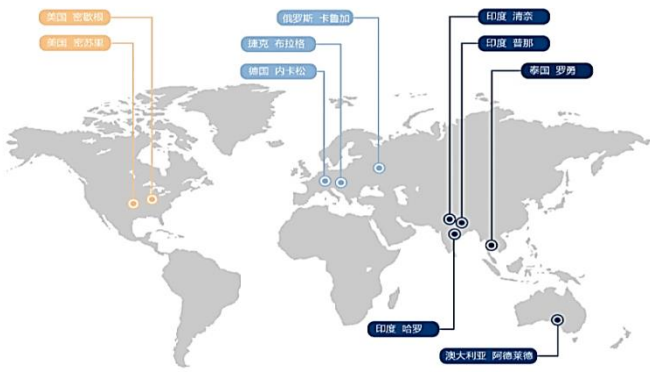 美国 密歇根
俄罗斯 卡鲁加
印度 清奈
美国 密苏里
捷克 布拉格
印度 普那
德国 内卡松
泰国 罗勇
印度 哈罗
澳大利亚 阿德莱德